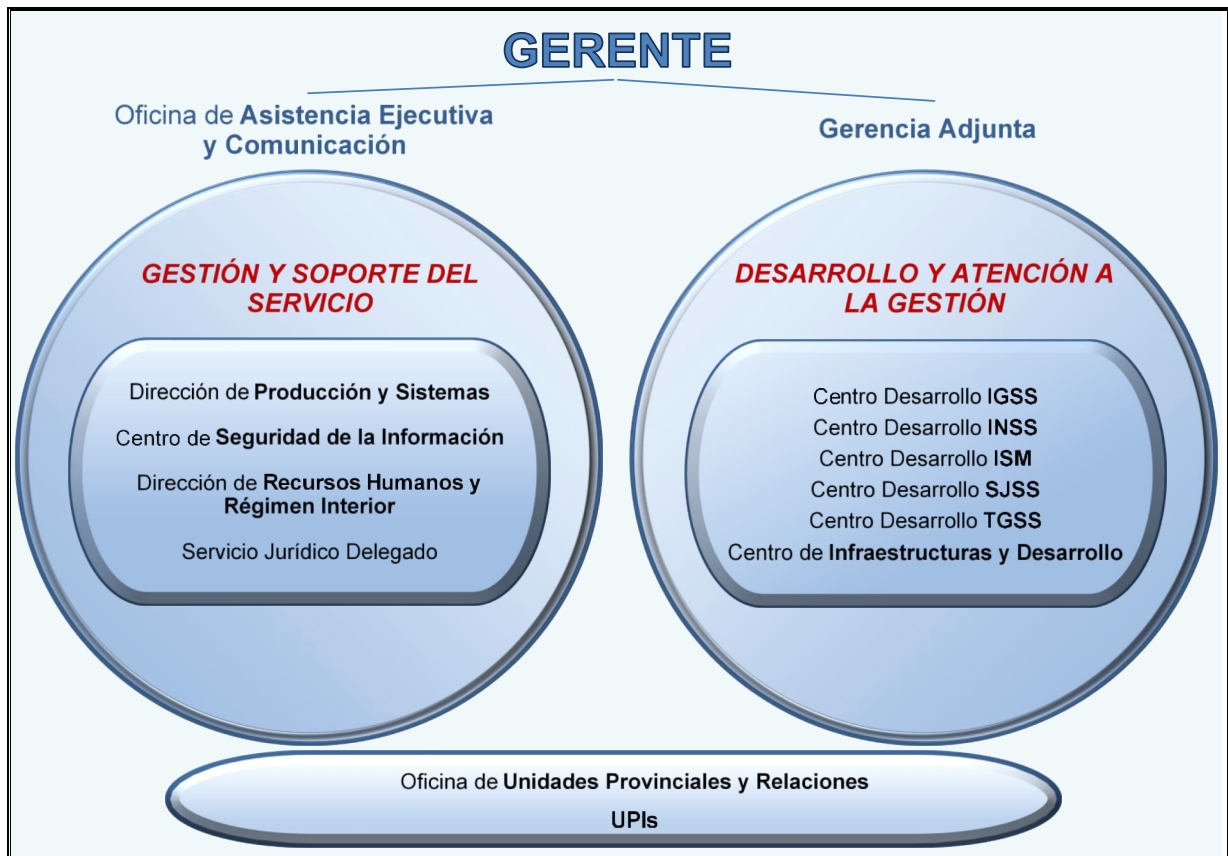 GERENTE
Oficina de Asistencia Ejecutiva
y Comunicación
Gerencia Adjunta
GESTIÓN Y SOPORTE DEL
SERVICIO
Dirección de Producción y Sistemas
Centro de Seguridad de la Información
Dirección de Recursos Humanos y
Régimen Interior
Servicio Jurídico Delegado
DESARROLLO Y ATENCIÓN A
LA GESTIÓN
Centro Desarrollo IGSS
Centro Desarrollo INSS
Centro Desarrollo ISM
Centro Desarrollo SJSS
Centro Desarrollo TGSS
Centro de Infraestructuras y Desarrollo
Oficina de Unidades Provinciales y Relaciones
UPIs